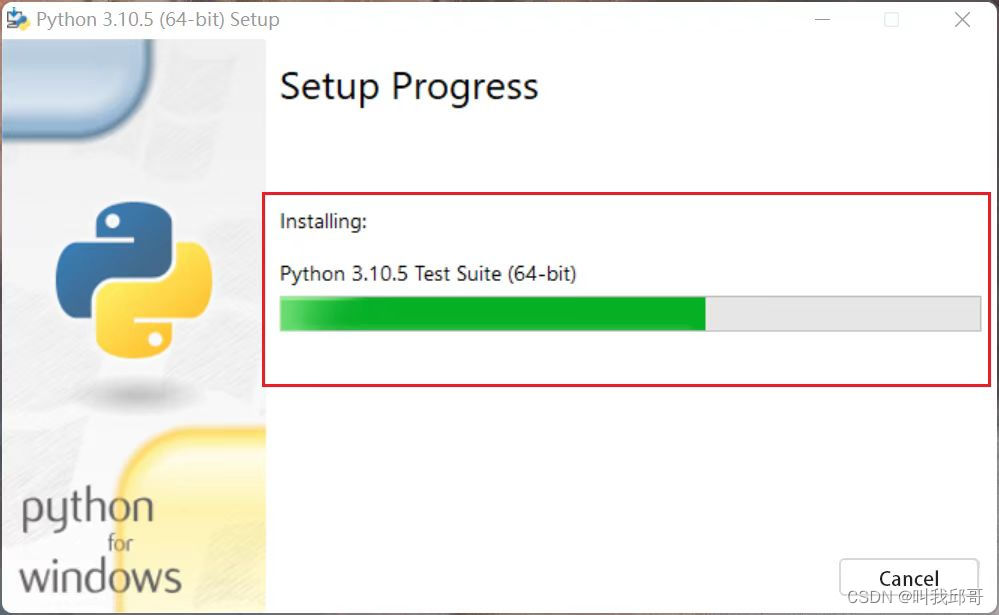 Python 3.10.5 (64-bit) Setup
Setup Progress
Installing:
Python 3.10.5 Test Suite (64-bit)
python
for
windows
Cancel
CSDN @叫我邱哥